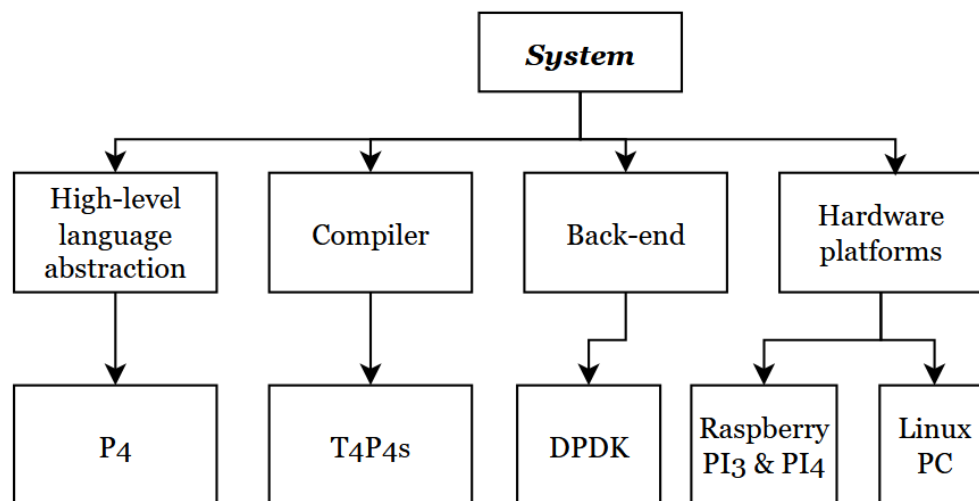 System
High-level
language
abstraction
Compiler
Back-end
Hardware
platforms
P4
T4P4s
DPDK
Raspberry
PI3 & PI4
Linux
PC